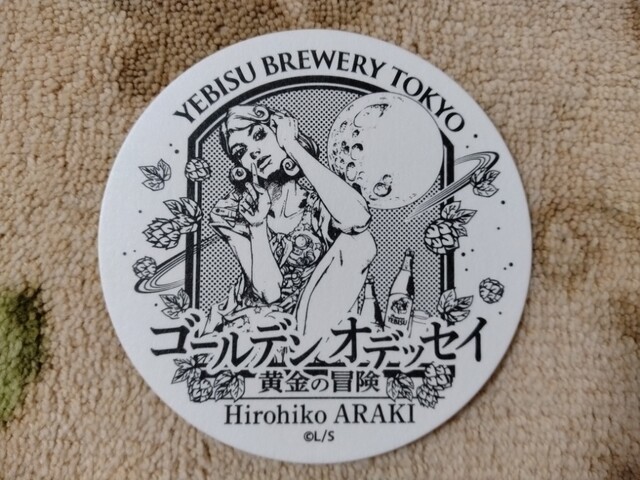 YEBISU BREWERY TOKYO
YEBISU
ゴールデン オデッセイ
黄金の冒険
Hirohiko ARAKI
©L/S